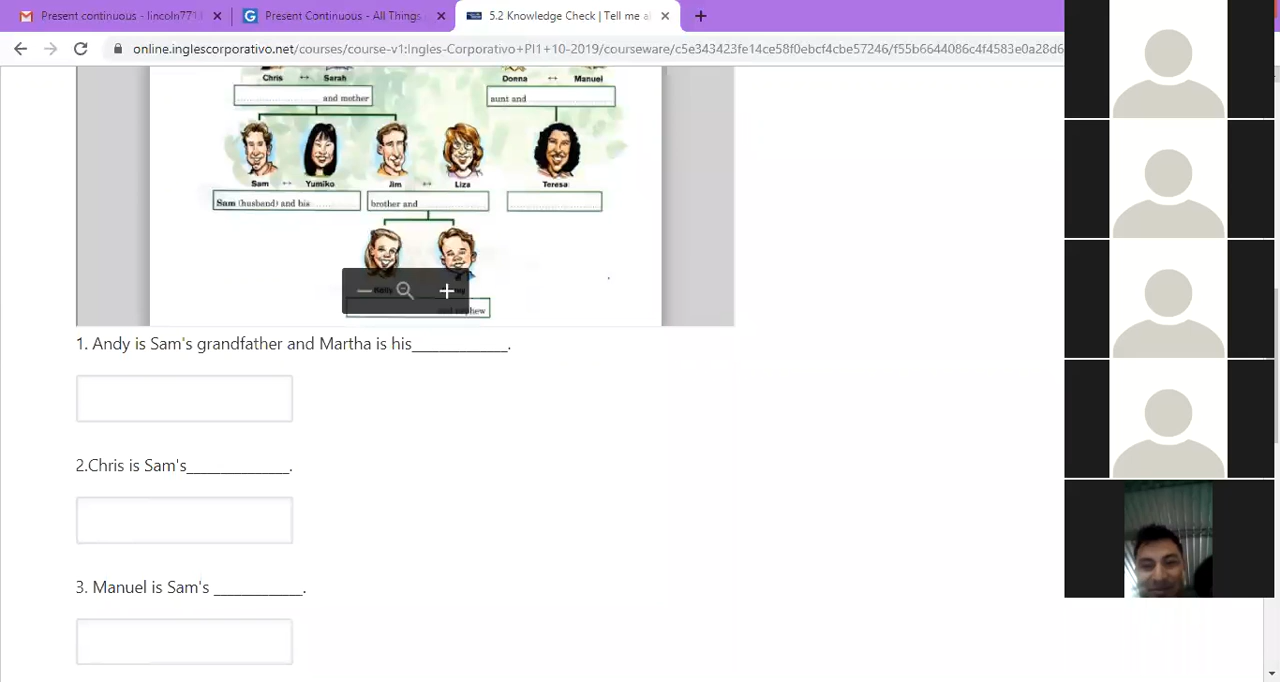 Present continuous - lincoln771
Present Continuous - All Things
5.2 Knowledge Check | Tell me a
online.inglescorporativo.net/courses/course-v1:Ingles-Corporativo+PI1+10-2019/courseware/c5e343423fe14ce58f0ebcf4cbe57246/f55b6644086c4f4583e0a28d6
Chris ↔ Sarah
Donna ↔ Manuel
and mother
aunt and
Sam ↔ Yumiko
Jim ↔ Liza
Teresa
Sam (husband) and his
brother and
1. Andy is Sam's grandfather and Martha is his____________.
2.Chris is Sam's_____________.
3. Manuel is Sam's ___________.